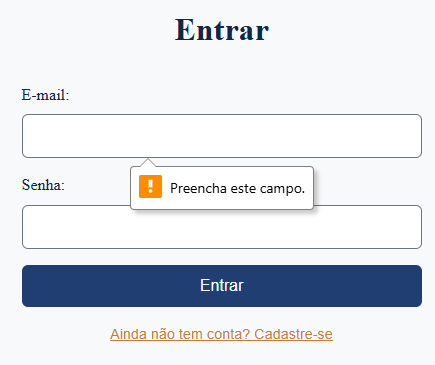 Entrar
E-mail:
Preencha este campo.
Senha:
Entrar
Ainda não tem conta? Cadastre-se